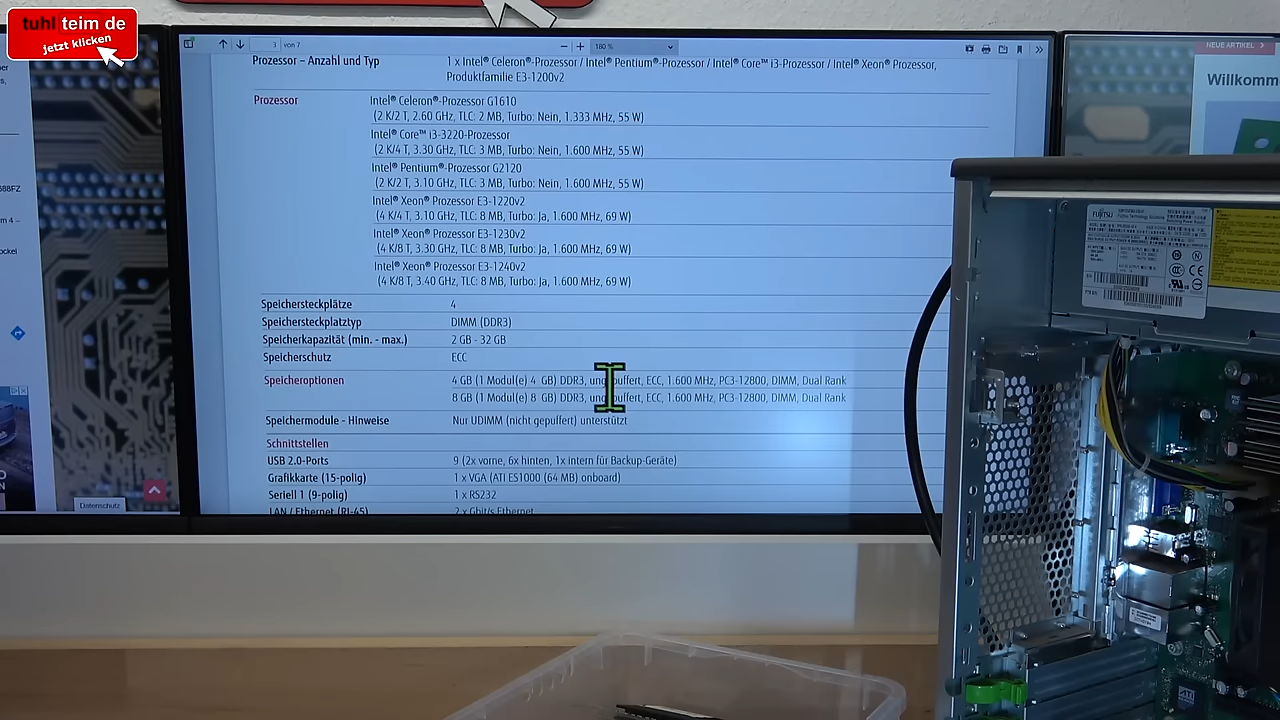 tuhl teim de
jetzt klicken
3 von 7
180 %
NEUE ARTIKEL
Willkomm
Prozessor – Anzahl und Typ
1 x Intel® Celeron®-Prozessor / Intel® Pentium®-Prozessor / Intel® Core™ i3-Prozessor / Intel® Xeon® Prozessor,
Produktfamilie E3-1200v2
Prozessor
Intel® Celeron®-Prozessor G1610
(2 K/2 T, 2.60 GHz, TLC: 2 MB, Turbo: Nein, 1.333 MHz, 55 W)
Intel® Core™ i3-3220-Prozessor
(2 K/4 T, 3.30 GHz, TLC: 3 MB, Turbo: Nein, 1.600 MHz, 55 W)
Intel® Pentium®-Prozessor G2120
(2 K/2 T, 3.10 GHz, TLC: 3 MB, Turbo: Nein, 1.600 MHz, 55 W)
Intel® Xeon® Prozessor E3-1220v2
(4 K/4 T, 3.10 GHz, TLC: 8 MB, Turbo: Ja, 1.600 MHz, 69 W)
Intel® Xeon® Prozessor E3-1230v2
(4 K/8 T, 3.30 GHz, TLC: 8 MB, Turbo: Ja, 1.600 MHz, 69 W)
Intel® Xeon® Prozessor E3-1240v2
(4 K/8 T, 3.40 GHz, TLC: 8 MB, Turbo: Ja, 1.600 MHz, 69 W)
Speichersteckplätze 4
Speichersteckplatztyp DIMM (DDR3)
Speicherkapazität (min. - max.) 2 GB - 32 GB
Speicherschutz ECC
Speicheroptionen 4 GB (1 Modul(e) 4 GB) DDR3, ungepuffert, ECC, 1.600 MHz, PC3-12800, DIMM, Dual Rank
8 GB (1 Modul(e) 8 GB) DDR3, ungepuffert, ECC, 1.600 MHz, PC3-12800, DIMM, Dual Rank
Speichermodule - Hinweise Nur UDIMM (nicht gepuffert) unterstützt
Schnittstellen
USB 2.0-Ports 9 (2x vorne, 6x hinten, 1x intern für Backup-Geräte)
Grafikkarte (15-polig) 1 x VGA (ATI ES1000 (64 MB) onboard)
Seriell 1 (9-polig) 1 x RS232
LAN / Ethernet (RJ-45) 2 x Gbit/s Ethernet
Datenschutz
FUJITSU